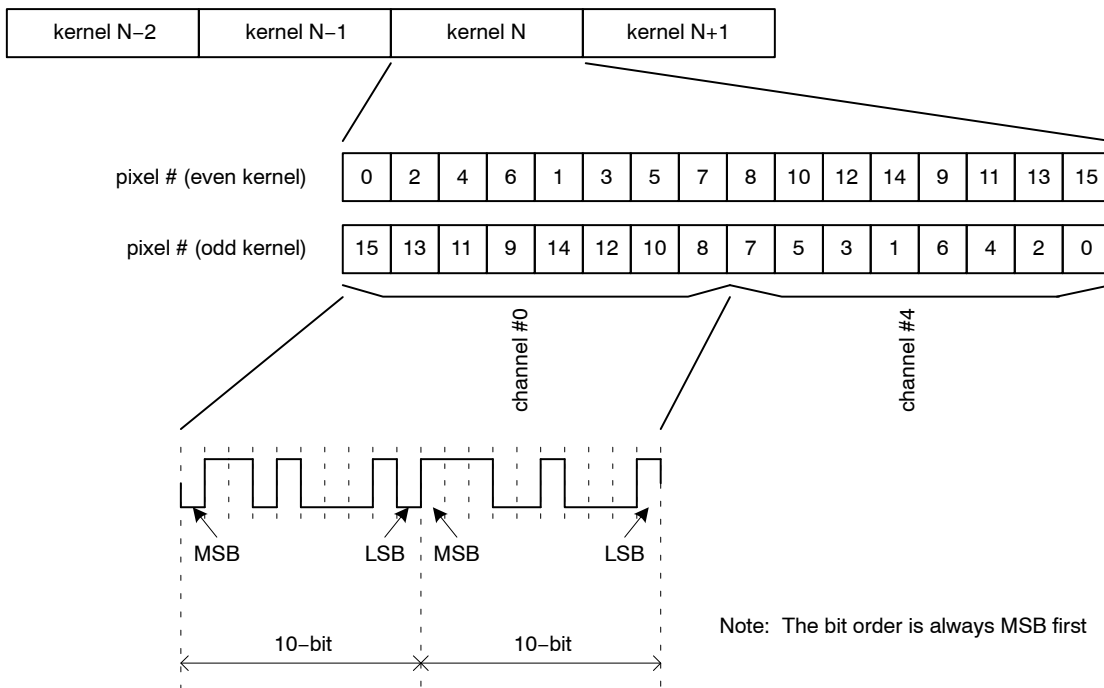 kernel N−2 kernel N−1 kernel N kernel N+1
pixel # (even kernel) 0 2 4 6 1 3 5 7 8 10 12 14 9 11 13 15
pixel # (odd kernel) 15 13 11 9 14 12 10 8 7 5 3 1 6 4 2 0
channel #0
channel #4
MSB LSB MSB LSB
10−bit 10−bit
Note: The bit order is always MSB first